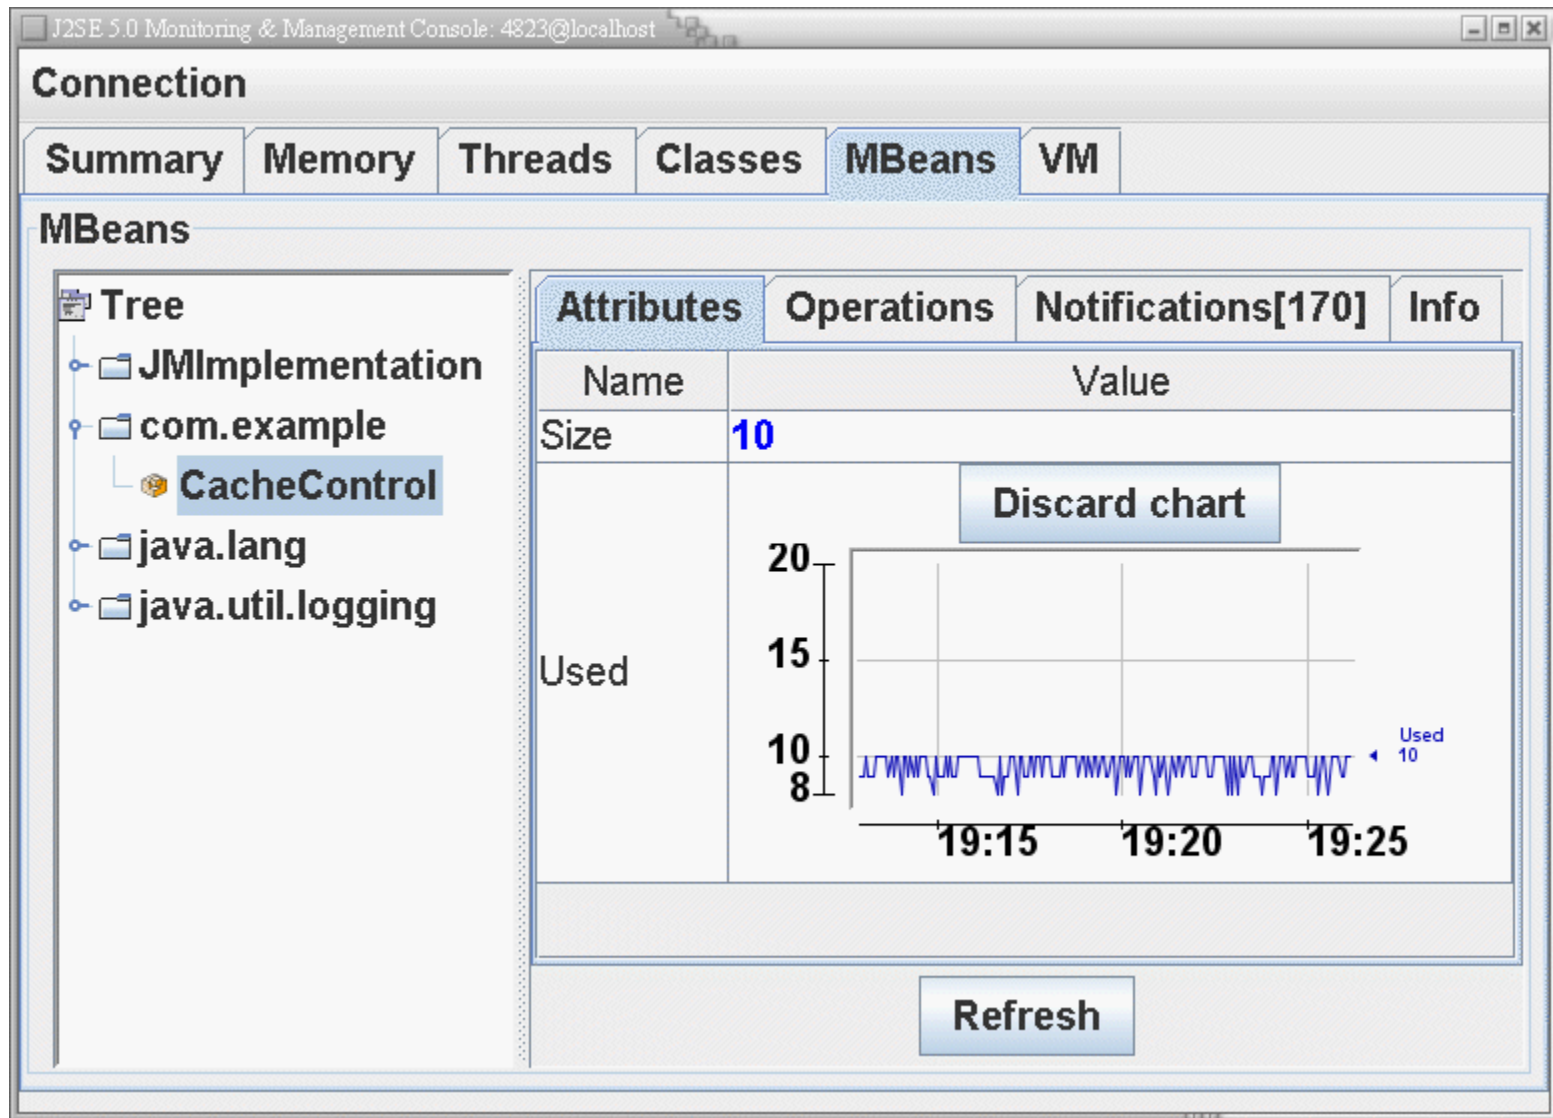 J2SE 5.0 Monitoring & Management Console: 4823@localhost
Connection
Summary Memory Threads Classes MBeans VM
MBeans
Tree
JMImplementation
com.example
CacheControl
java.lang
java.util.logging
Attributes Operations Notifications[170] Info
Name Value
Size 10
Used
Discard chart
20
15
10
8
Used
10
19:15 19:20 19:25
Refresh